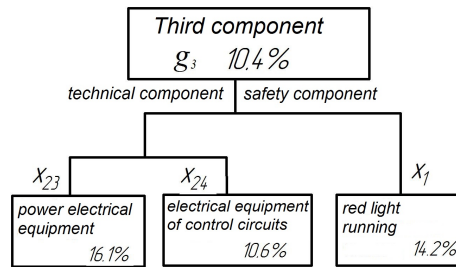 Third component
g₃ 10.4%
technical component safety component
X₂₃ X₂₄ X₁
power electrical
equipment
16.1%
electrical equipment
of control circuits
10.6%
red light
running
14.2%